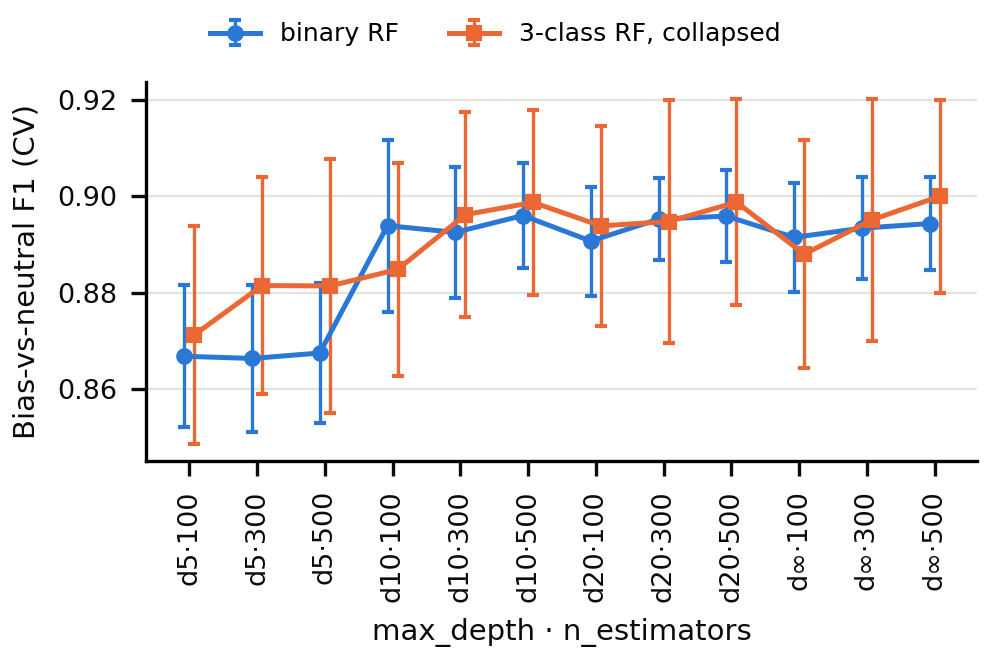 binary RF
3-class RF, collapsed
Bias-vs-neutral F1 (CV)
0.92
0.90
0.88
0.86
d5·100
d5·300
d5·500
d10·100
d10·300
d10·500
d20·100
d20·300
d20·500
d∞·100
d∞·300
d∞·500
max_depth · n_estimators